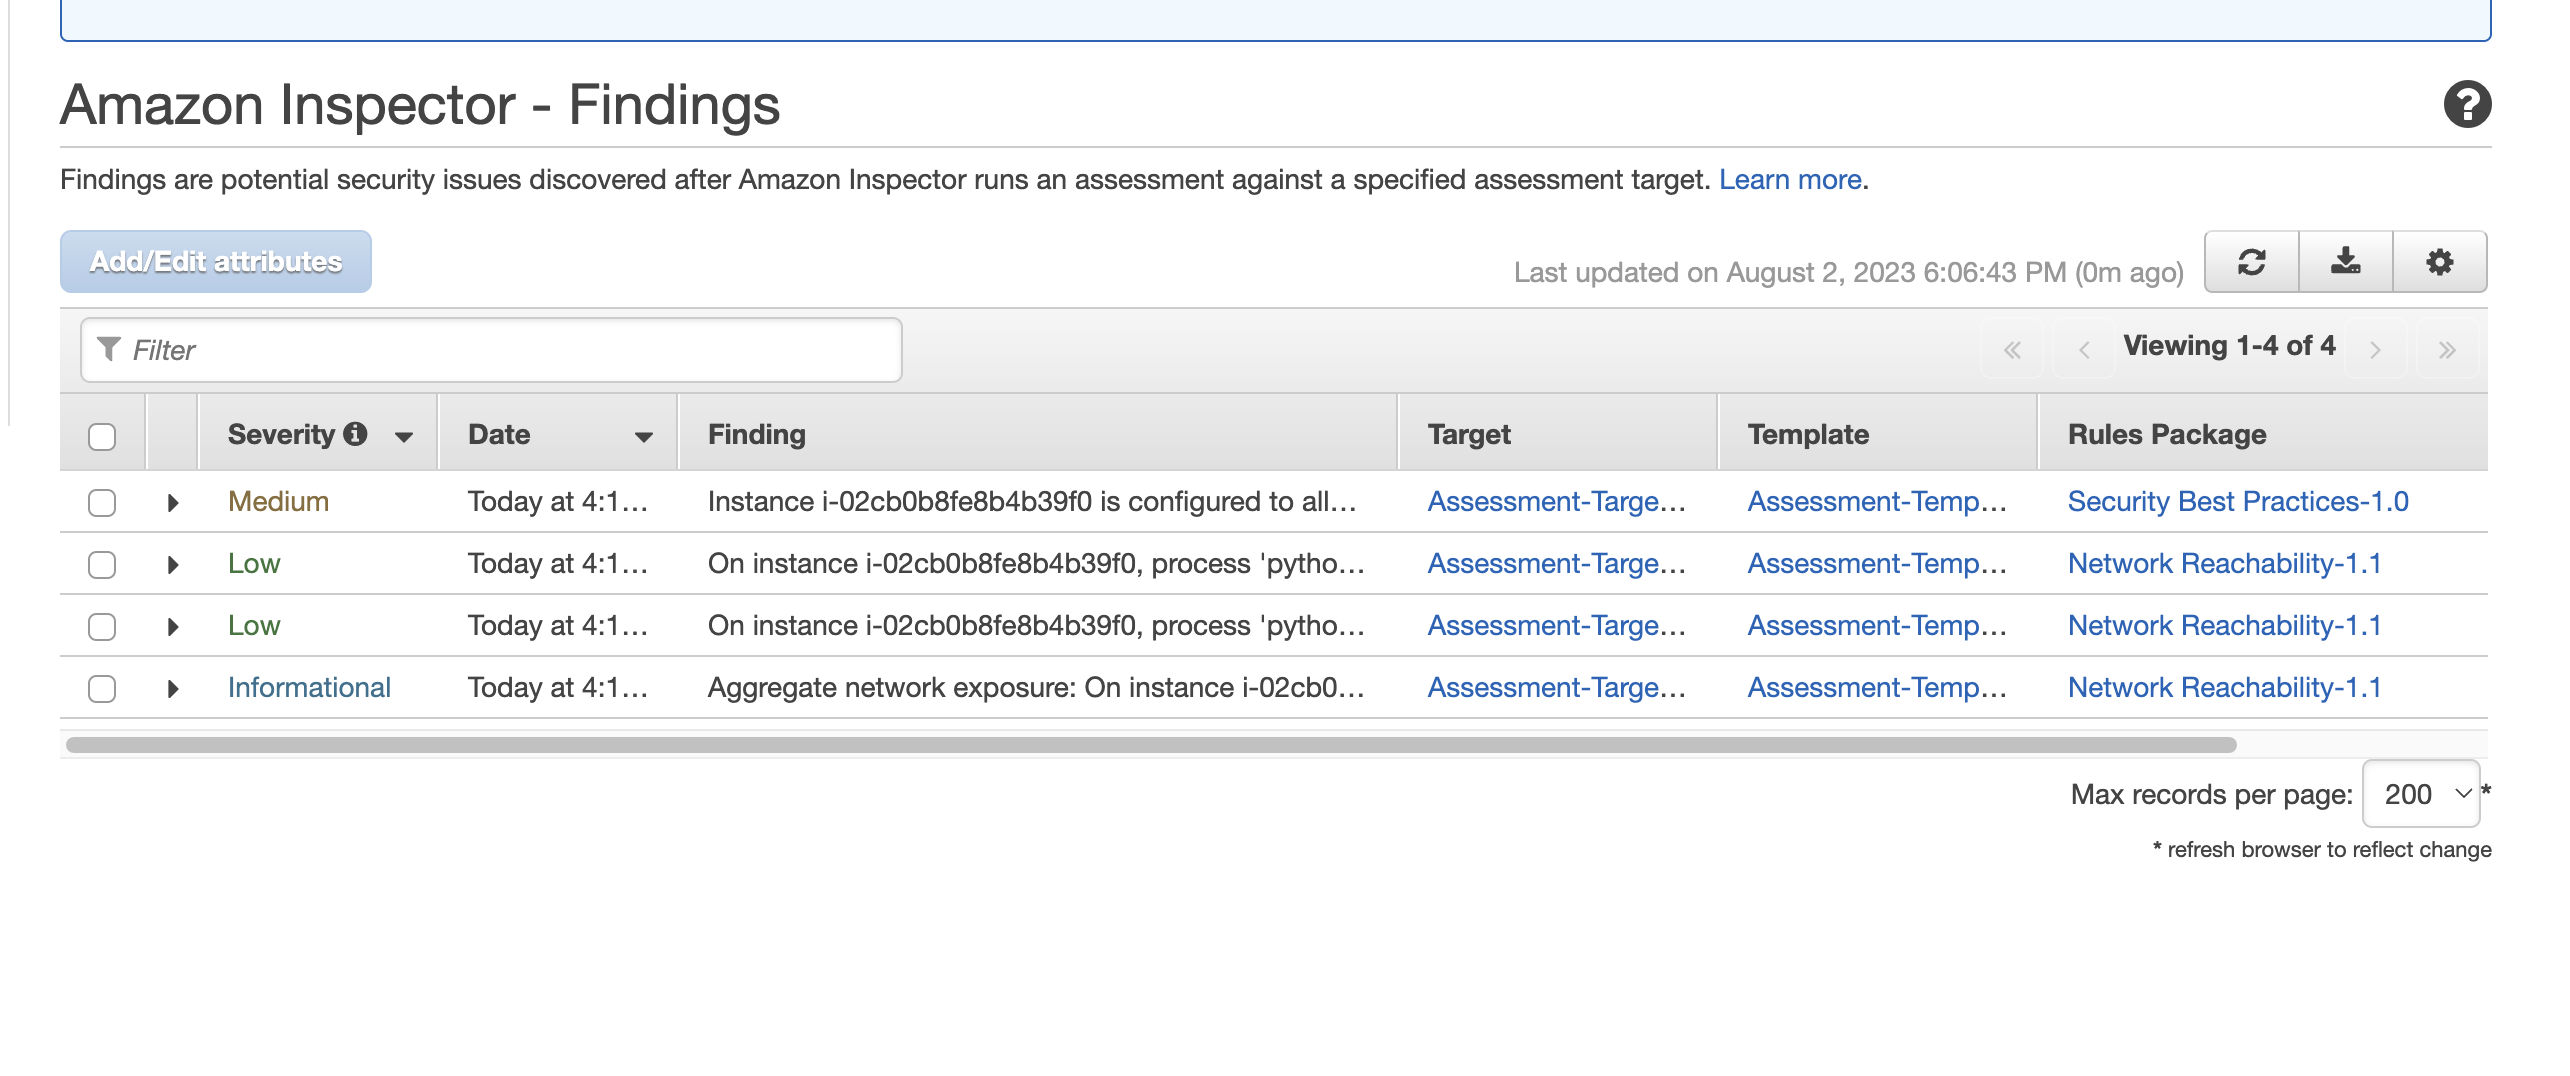 Amazon Inspector - Findings
Findings are potential security issues discovered after Amazon Inspector runs an assessment against a specified assessment target. Learn more.
Add/Edit attributes
Last updated on August 2, 2023 6:06:43 PM (0m ago)
Filter
Viewing 1-4 of 4
Severity Date Finding Target Template Rules Package
Medium Today at 4:1... Instance i-02cb0b8fe8b4b39f0 is configured to all... Assessment-Targe... Assessment-Temp... Security Best Practices-1.0
Low Today at 4:1... On instance i-02cb0b8fe8b4b39f0, process 'pytho... Assessment-Targe... Assessment-Temp... Network Reachability-1.1
Low Today at 4:1... On instance i-02cb0b8fe8b4b39f0, process 'pytho... Assessment-Targe... Assessment-Temp... Network Reachability-1.1
Informational Today at 4:1... Aggregate network exposure: On instance i-02cb0... Assessment-Targe... Assessment-Temp... Network Reachability-1.1
Max records per page: 200 *
* refresh browser to reflect change